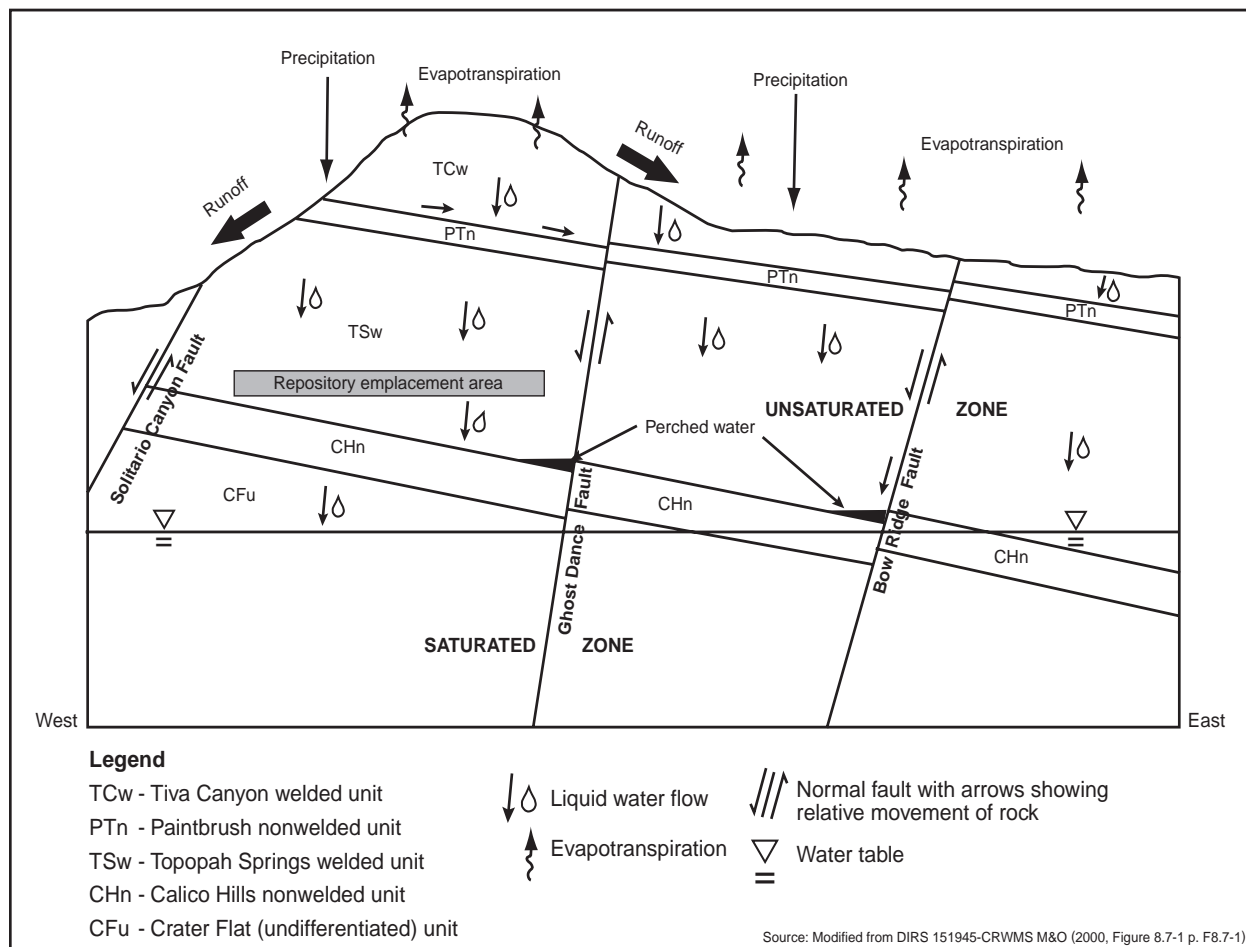 Precipitation
Evapotranspiration
Precipitation
Runoff
Evapotranspiration
Runoff
TCw
PTn
PTn
PTn
TSw
Solitario Canyon Fault
Repository emplacement area
UNSATURATED ZONE
Perched water
CHn
CHn
CFu
Ghost Dance Fault
Bow Ridge Fault
CHn
SATURATED ZONE
West
East
Legend
TCw - Tiva Canyon welded unit
PTn - Paintbrush nonwelded unit
TSw - Topopah Springs welded unit
CHn - Calico Hills nonwelded unit
CFu - Crater Flat (undifferentiated) unit
Liquid water flow
Evapotranspiration
Normal fault with arrows showing
relative movement of rock
Water table
Source: Modified from DIRS 151945-CRWMS M&O (2000, Figure 8.7-1 p. F8.7-1)